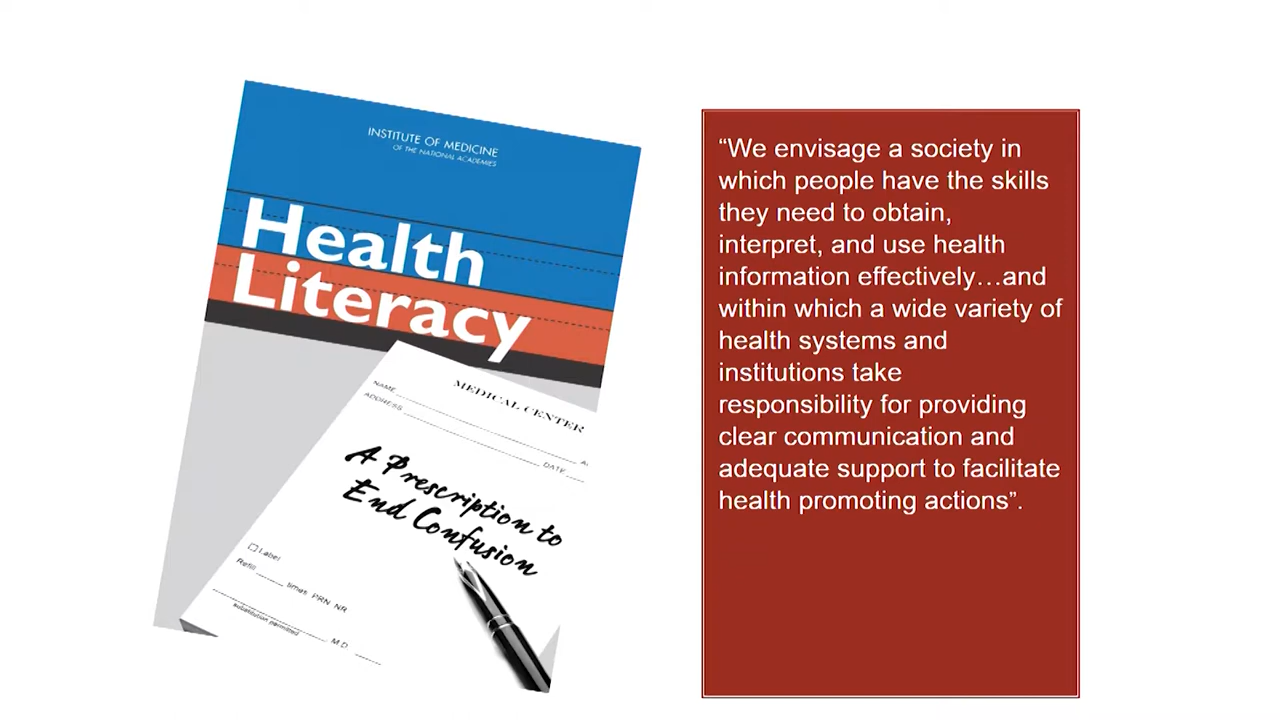 INSTITUTE OF MEDICINE
OF THE NATIONAL ACADEMIES
Health
Literacy
MEDICAL CENTER
NAME
ADDRESS
DATE
A Prescription to
End Confusion
Label
Refill times PRN NR
substitution permitted M.D.
“We envisage a society in
which people have the skills
they need to obtain,
interpret, and use health
information effectively…and
within which a wide variety of
health systems and
institutions take
responsibility for providing
clear communication and
adequate support to facilitate
health promoting actions”.